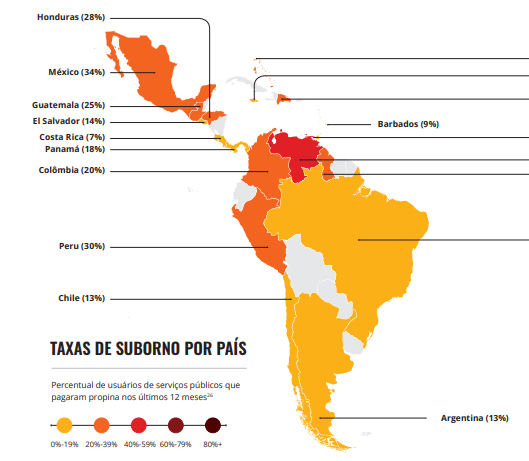 Honduras (28%)
México (34%)
Guatemala (25%)
El Salvador (14%)
Costa Rica (7%)
Panamá (18%)
Barbados (9%)
Colômbia (20%)
Peru (30%)
Chile (13%)
TAXAS DE SUBORNO POR PAÍS
Percentual de usuários de serviços públicos que
pagaram propina nos últimos 12 meses²⁶
0%-19% 20%-39% 40%-59% 60%-79% 80%+
Argentina (13%)